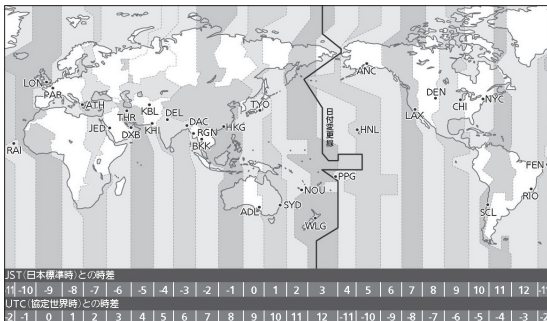 ANC
LON
PAR
ATH
THR
KBL
DEL
TYO
DEN
CHI
NYC
LAX
JED
DXB
KHI
DAC
RGN
HKG
BKK
HNL
日付変更線
RAI
FEN
PPG
NOU
RIO
ADL
SYD
SCL
WLG
JST(日本標準時)との時差
-11 -10 -9 -8 -7 -6 -5 -4 -3 -2 -1 0 1 2 3 4 5 6 7 8 9 10 11 12 -11
UTC(協定世界時)との時差
-2 -1 0 1 2 3 4 5 6 7 8 9 10 11 12 -11 -10 -9 -8 -7 -6 -5 -4 -3 -2